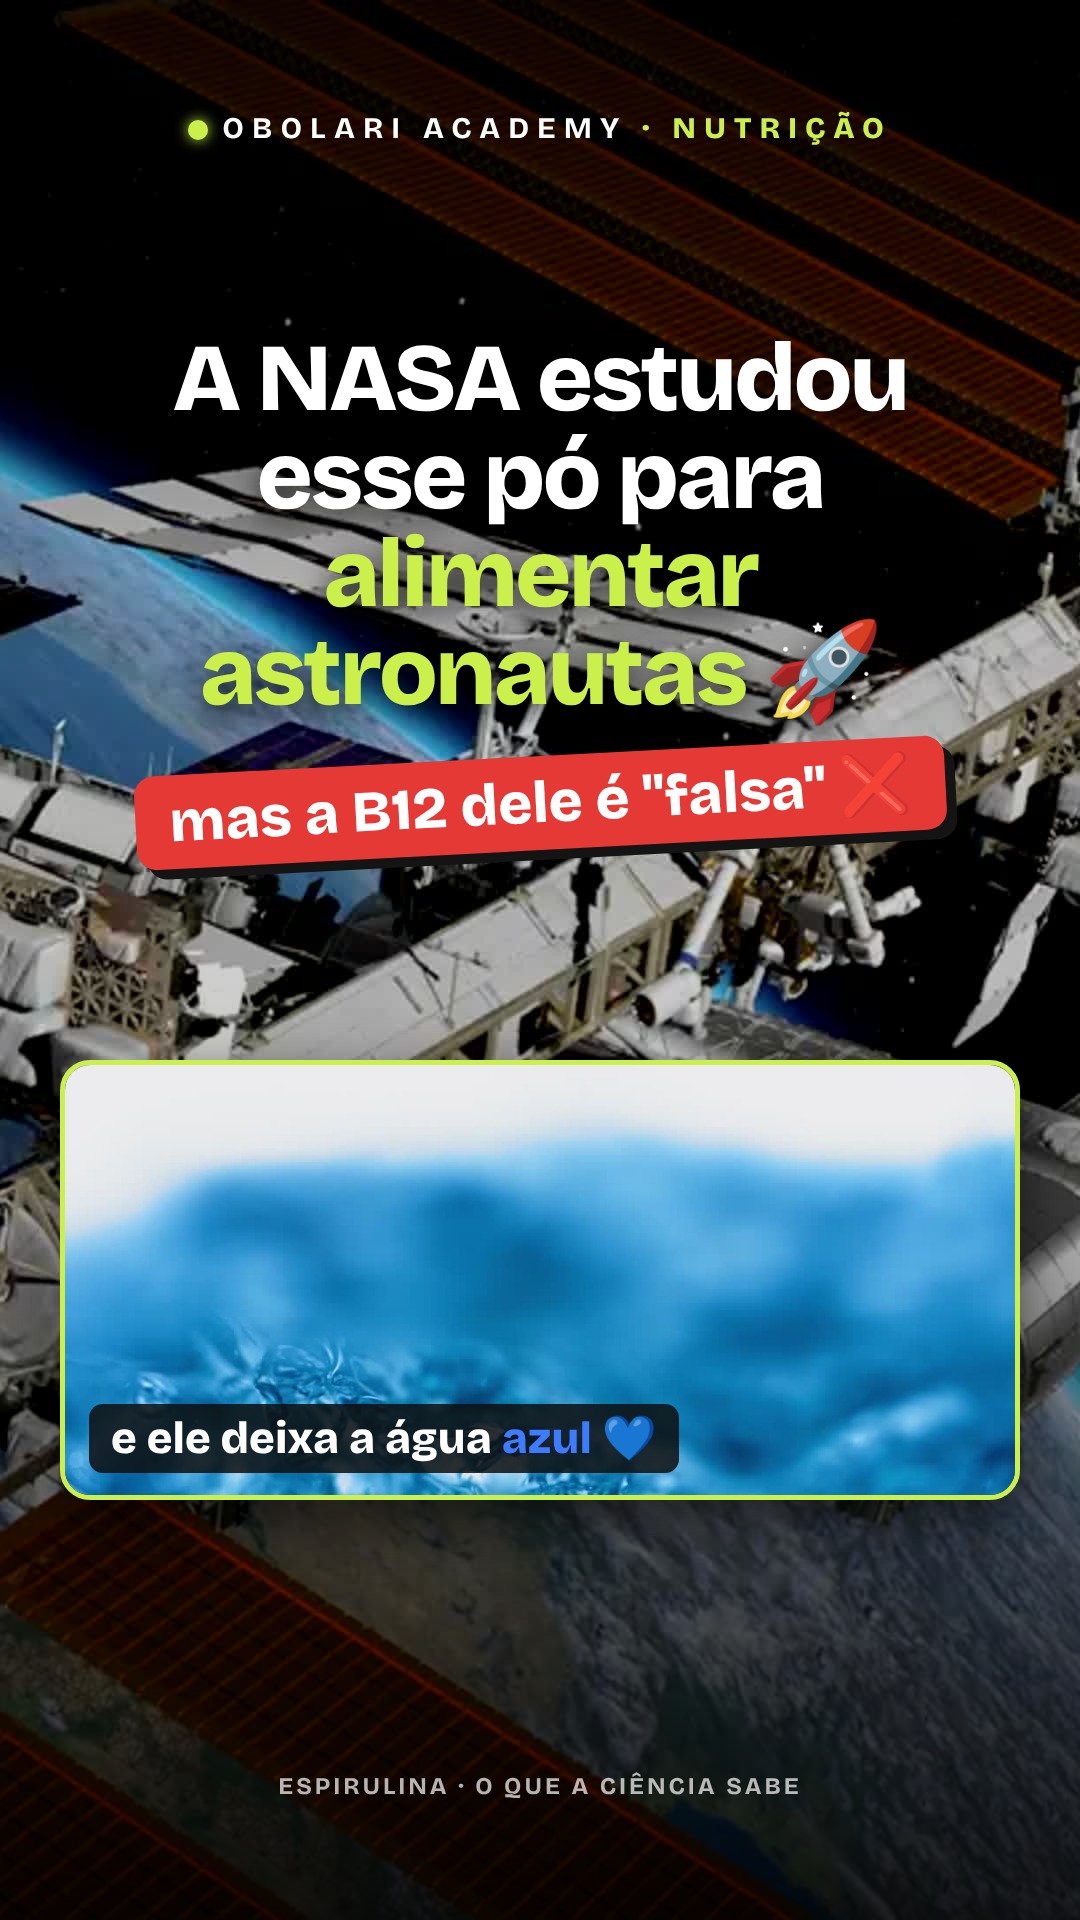 OBOLARI ACADEMY · NUTRIÇÃO
A NASA estudou
esse pó para
alimentar
astronautas 🚀
mas a B12 dele é "falsa" ❌
e ele deixa a água azul 💙
ESPIRULINA · O QUE A CIÊNCIA SABE